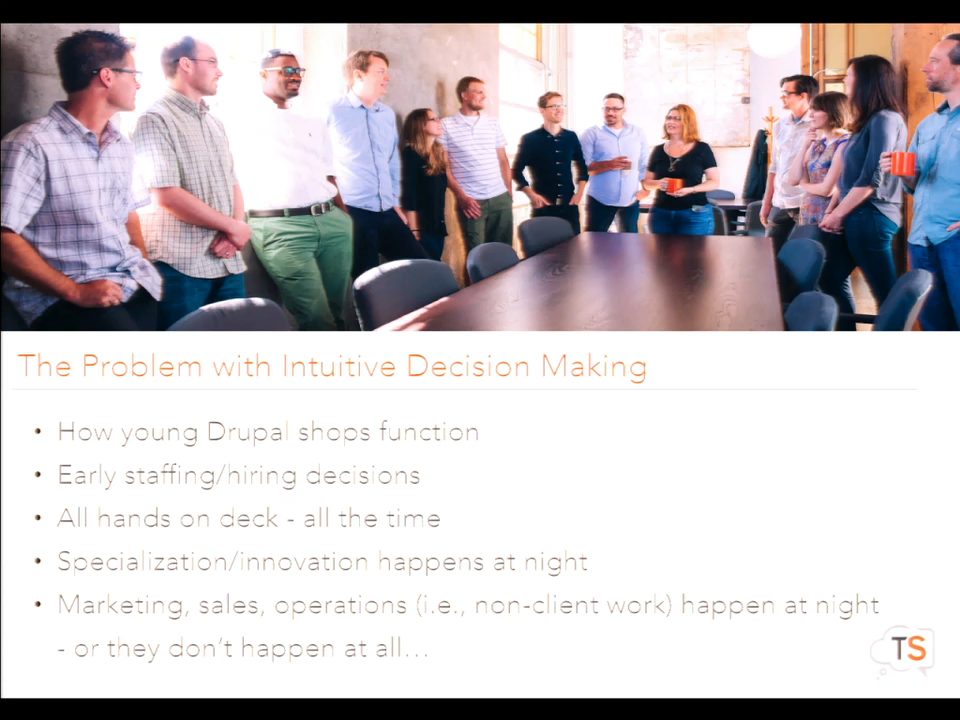 The Problem with Intuitive Decision Making
• How young Drupal shops function
• Early staffing/hiring decisions
• All hands on deck - all the time
• Specialization/innovation happens at night
• Marketing, sales, operations (i.e., non-client work) happen at night
- or they don't happen at all...
TS